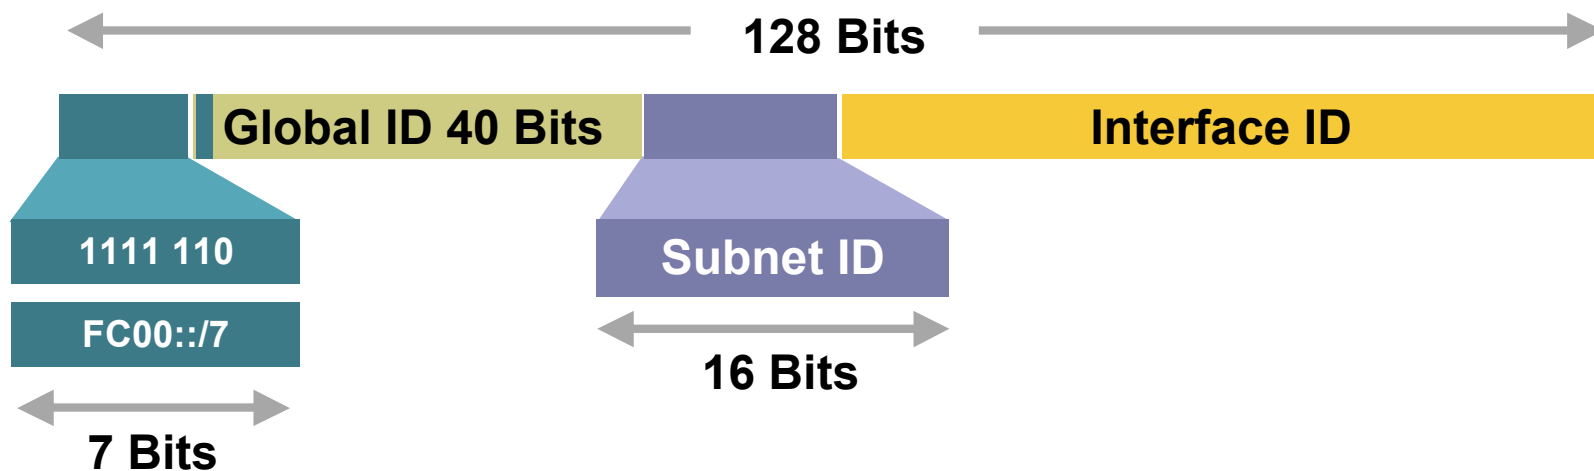 128 Bits
Global ID 40 Bits
Interface ID
1111 110
Subnet ID
FC00::/7
16 Bits
7 Bits